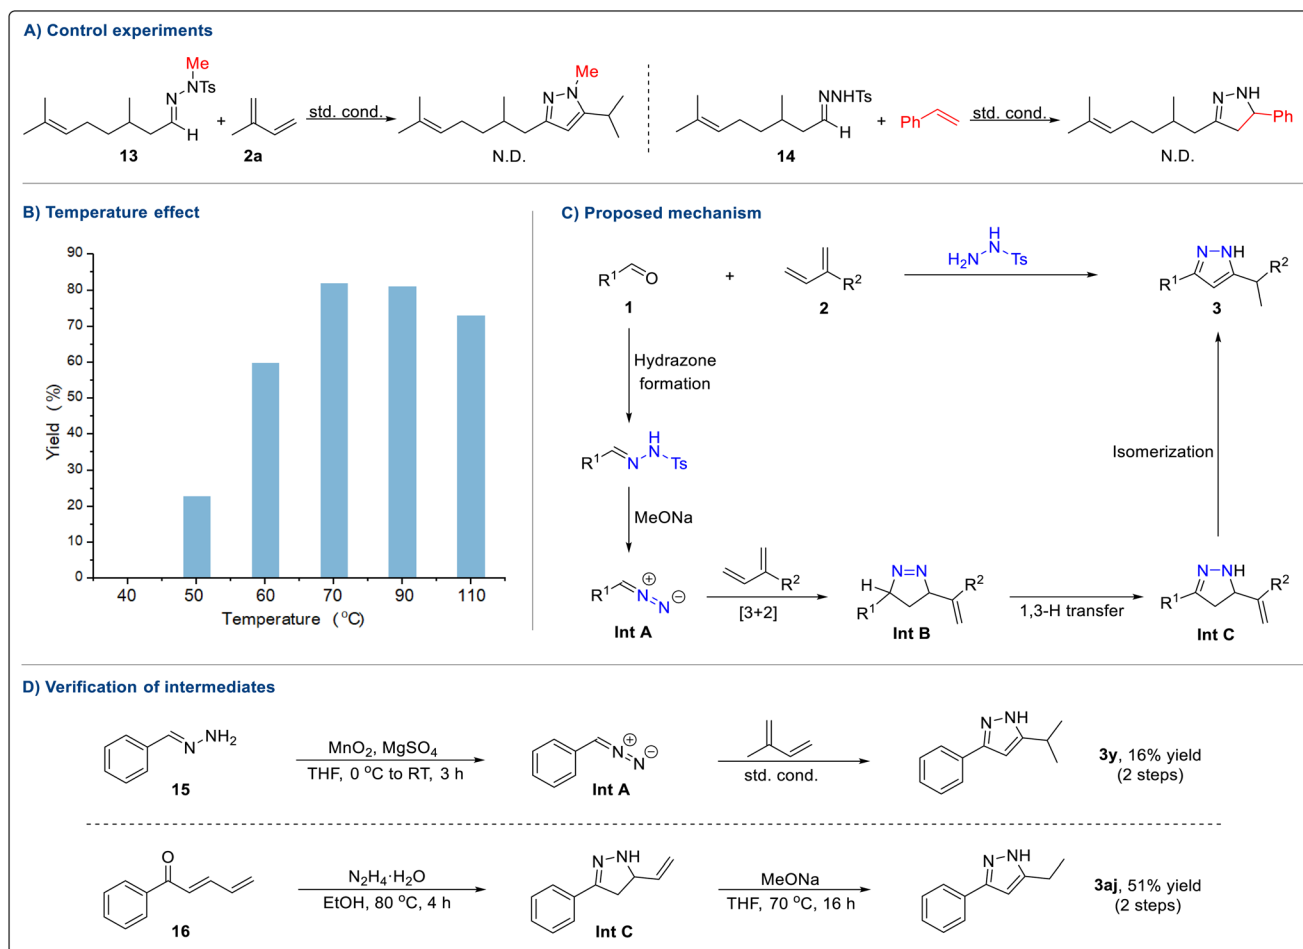 A) Control experiments
Me
N
NTs
H
13
+
2a
std. cond.
N
N
Me
N.D.
NNHTs
H
14
+
Ph
std. cond.
N
NH
Ph
N.D.
B) Temperature effect
Yield (%)
90
80
70
60
50
40
30
20
10
0
40 50 60 70 90 110
Temperature (°C)
C) Proposed mechanism
R1
O
1
+
R2
2
H
H2N
N
Ts
N
NH
R1
R2
3
Hydrazone
formation
R1
N
H
N
Ts
MeONa
R1
N
⊕
N
⊖
Int A
R2
[3+2]
N=N
H
R1
R2
Int B
1,3-H transfer
N
NH
R1
R2
Int C
Isomerization
D) Verification of intermediates
N
NH2
15
MnO2, MgSO4
THF, 0 °C to RT, 3 h
N
⊕
N
⊖
Int A
std. cond.
N
NH
3y, 16% yield
(2 steps)
O
16
N2H4·H2O
EtOH, 80 °C, 4 h
N
NH
Int C
MeONa
THF, 70 °C, 16 h
N
NH
3aj, 51% yield
(2 steps)